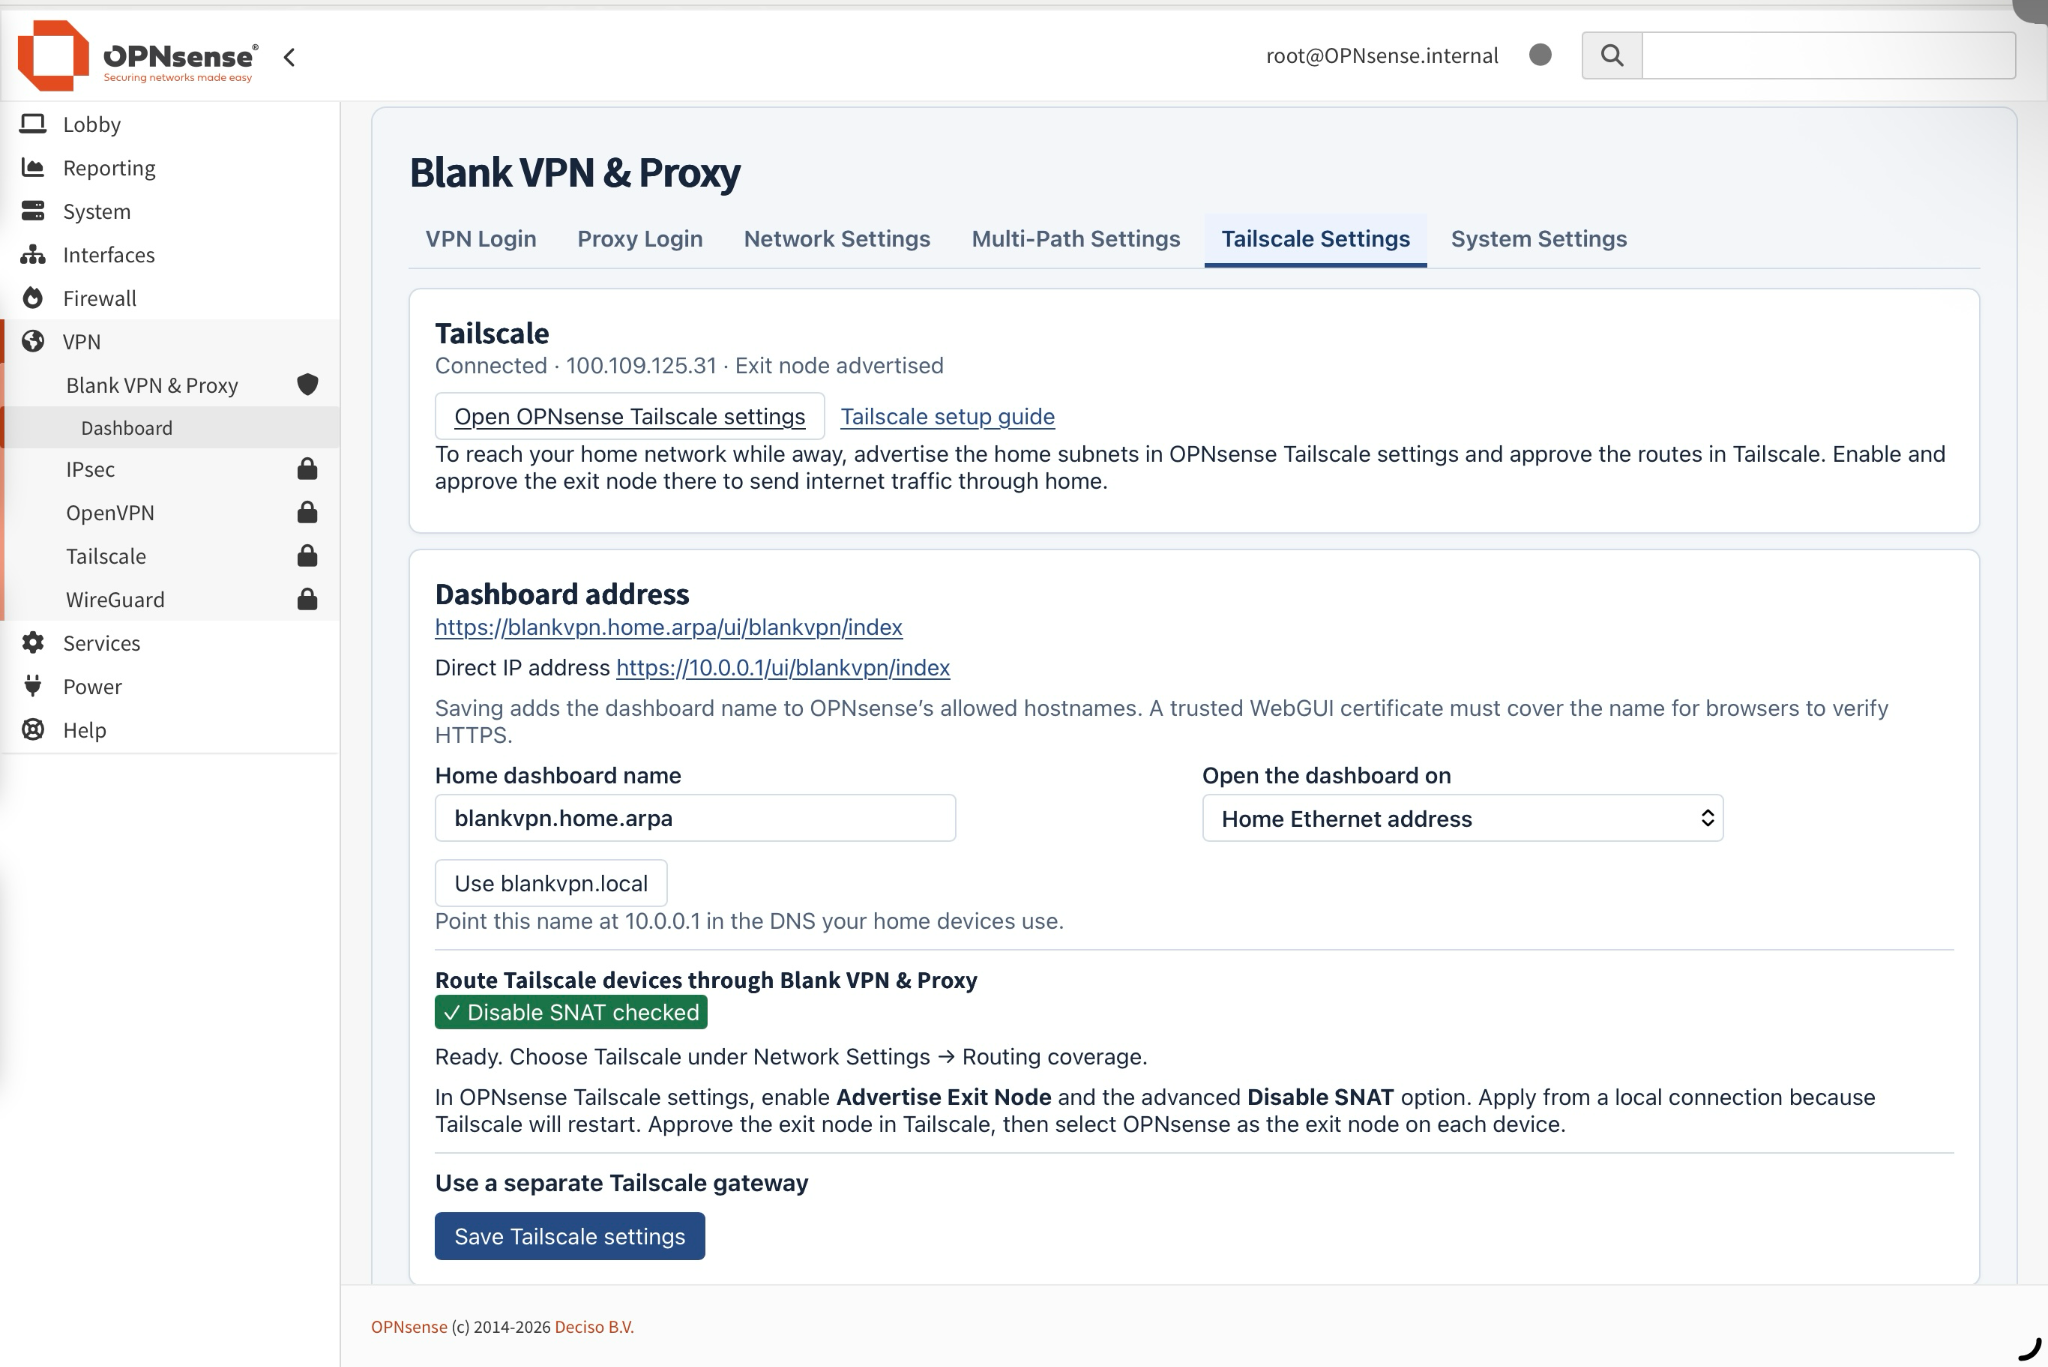 OPNsense®
Securing networks made easy
root@OPNsense.internal
Lobby
Reporting
System
Interfaces
Firewall
VPN
Blank VPN & Proxy
Dashboard
IPsec
OpenVPN
Tailscale
WireGuard
Services
Power
Help
Blank VPN & Proxy
VPN Login
Proxy Login
Network Settings
Multi-Path Settings
Tailscale Settings
System Settings
Tailscale
Connected · 100.109.125.31 · Exit node advertised
Open OPNsense Tailscale settings
Tailscale setup guide
To reach your home network while away, advertise the home subnets in OPNsense Tailscale settings and approve the routes in Tailscale. Enable and
approve the exit node there to send internet traffic through home.
Dashboard address
https://blankvpn.home.arpa/ui/blankvpn/index
Direct IP address https://10.0.0.1/ui/blankvpn/index
Saving adds the dashboard name to OPNsense’s allowed hostnames. A trusted WebGUI certificate must cover the name for browsers to verify
HTTPS.
Home dashboard name
blankvpn.home.arpa
Open the dashboard on
Home Ethernet address
Use blankvpn.local
Point this name at 10.0.0.1 in the DNS your home devices use.
Route Tailscale devices through Blank VPN & Proxy
✓ Disable SNAT checked
Ready. Choose Tailscale under Network Settings → Routing coverage.
In OPNsense Tailscale settings, enable Advertise Exit Node and the advanced Disable SNAT option. Apply from a local connection because
Tailscale will restart. Approve the exit node in Tailscale, then select OPNsense as the exit node on each device.
Use a separate Tailscale gateway
Save Tailscale settings
OPNsense (c) 2014-2026 Deciso B.V.